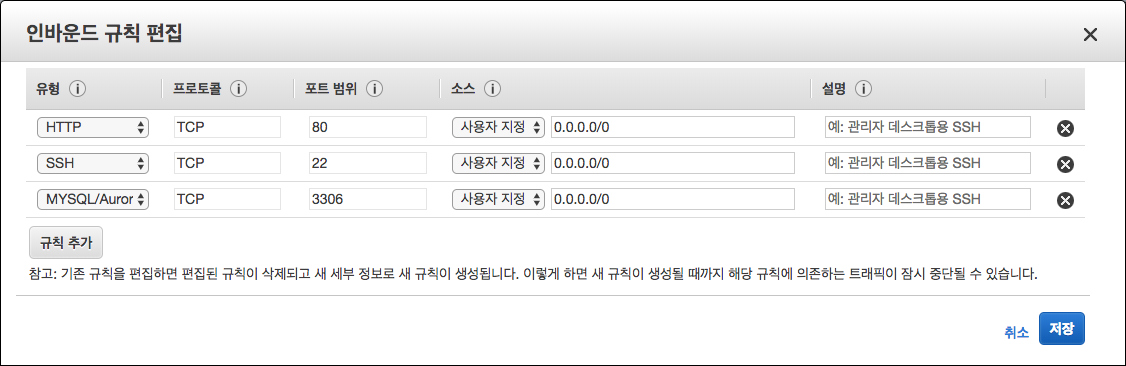 인바운드 규칙 편집
유형 프로토콜 포트 범위 소스 설명
HTTP TCP 80 사용자 지정 0.0.0.0/0 예: 관리자 데스크톱용 SSH
SSH TCP 22 사용자 지정 0.0.0.0/0 예: 관리자 데스크톱용 SSH
MYSQL/Auror TCP 3306 사용자 지정 0.0.0.0/0 예: 관리자 데스크톱용 SSH
규칙 추가
참고: 기존 규칙을 편집하면 편집된 규칙이 삭제되고 새 세부 정보로 새 규칙이 생성됩니다. 이렇게 하면 새 규칙이 생성될 때까지 해당 규칙에 의존하는 트래픽이 잠시 중단될 수 있습니다.
취소 저장